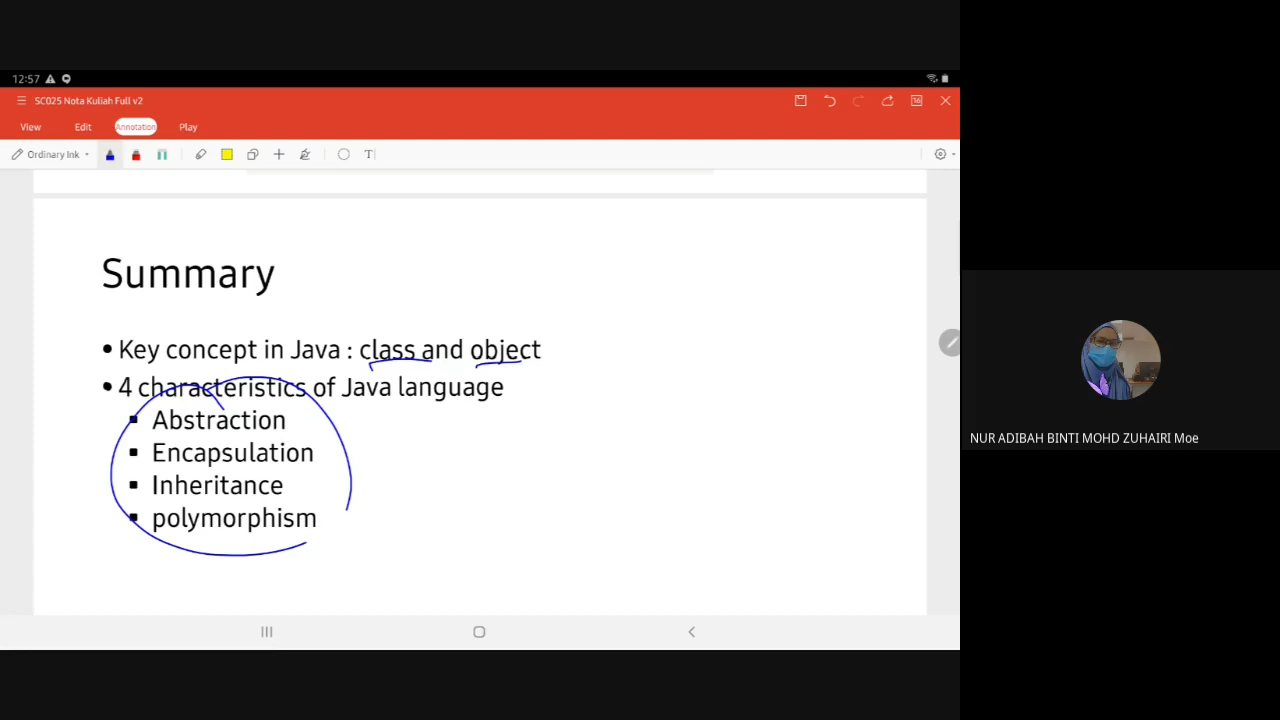 12:57
SC025 Nota Kuliah Full v2
View Edit Annotation Play
Ordinary Ink
T
Summary
• Key concept in Java : class and object
• 4 characteristics of Java language
▪ Abstraction
▪ Encapsulation
▪ Inheritance
▪ polymorphism
NUR ADIBAH BINTI MOHD ZUHAIRI Moe